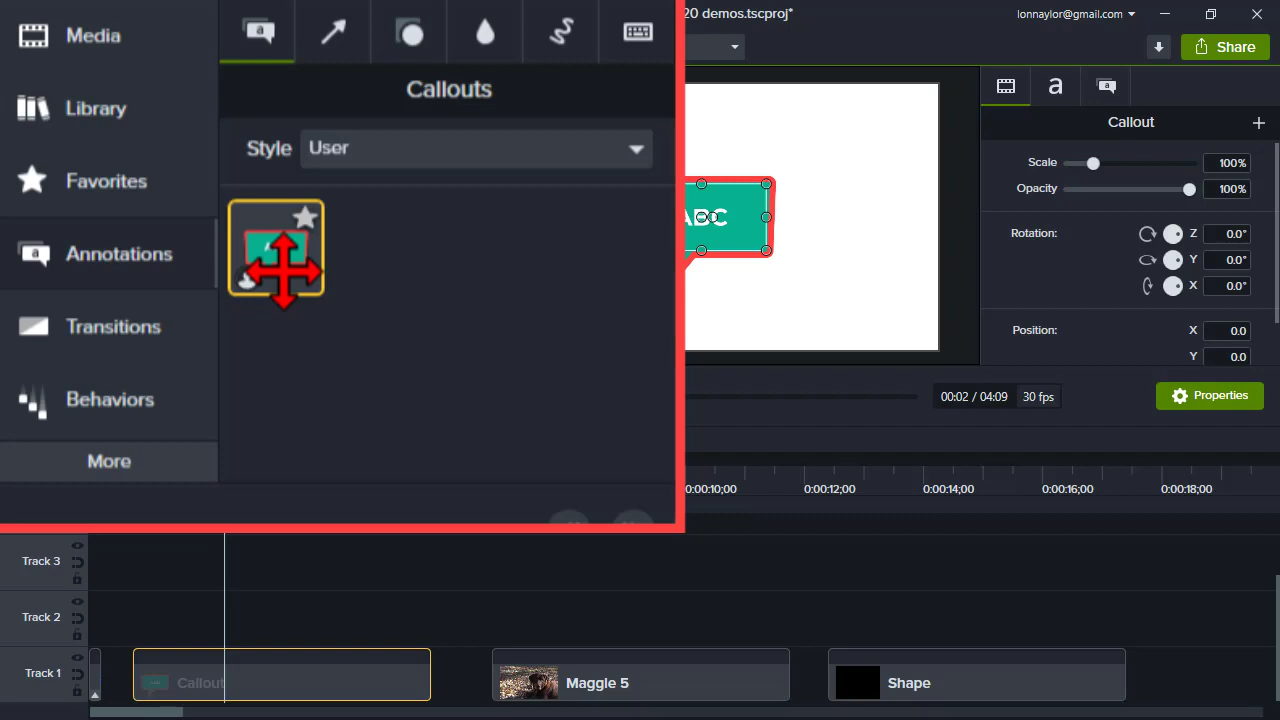 Media
Library
Favorites
Annotations
Transitions
Behaviors
More
a
Callouts
Style User
20 demos.tscproj*
lonnaylor@gmail.com
Share
ABC
a
a
Callout
Scale 100%
Opacity 100%
Rotation: Z 0.0°
Y 0.0°
X 0.0°
Position: X 0.0
Y 0.0
00:02 / 04:09 30 fps
Properties
0:00:10;00 0:00:12;00 0:00:14;00 0:00:16;00 0:00:18;00
Track 3
Track 2
Track 1
Callout
Maggle 5
Shape